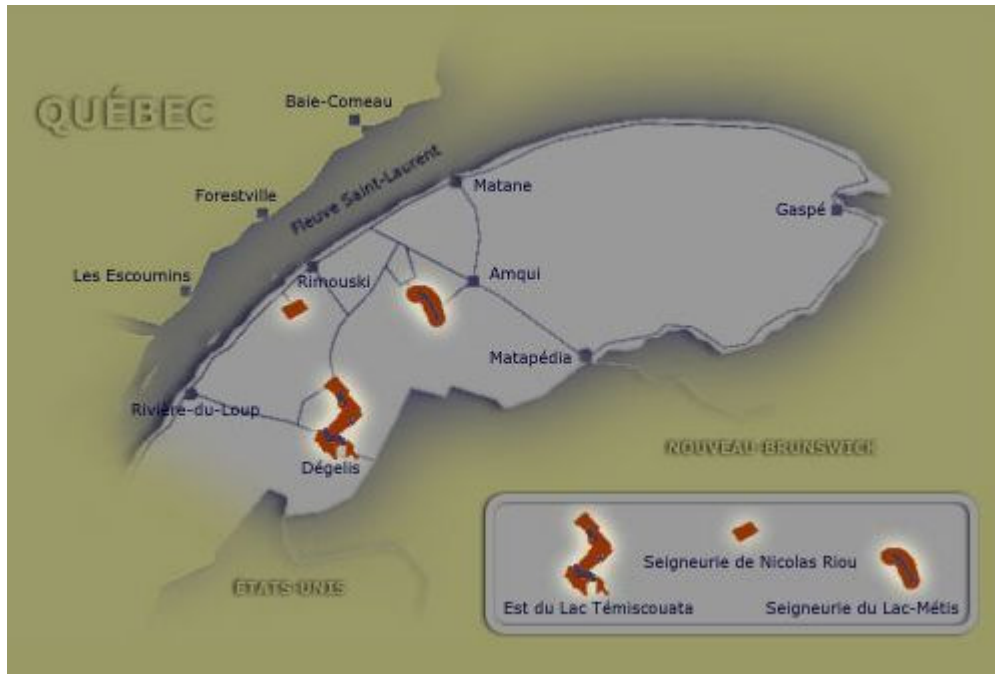 QUÉBEC
Baie-Comeau
Fleuve Saint-Laurent
Matane
Forestville
Gaspé
Les Escoumins
Rimouski
Amqui
Matapédia
Rivière-du-Loup
NOUVEAU-BRUNSWICK
Dégelis
ÉTATS-UNIS
Seigneurie de Nicolas Riou
Est du Lac Témiscouata
Seigneurie du Lac-Métis